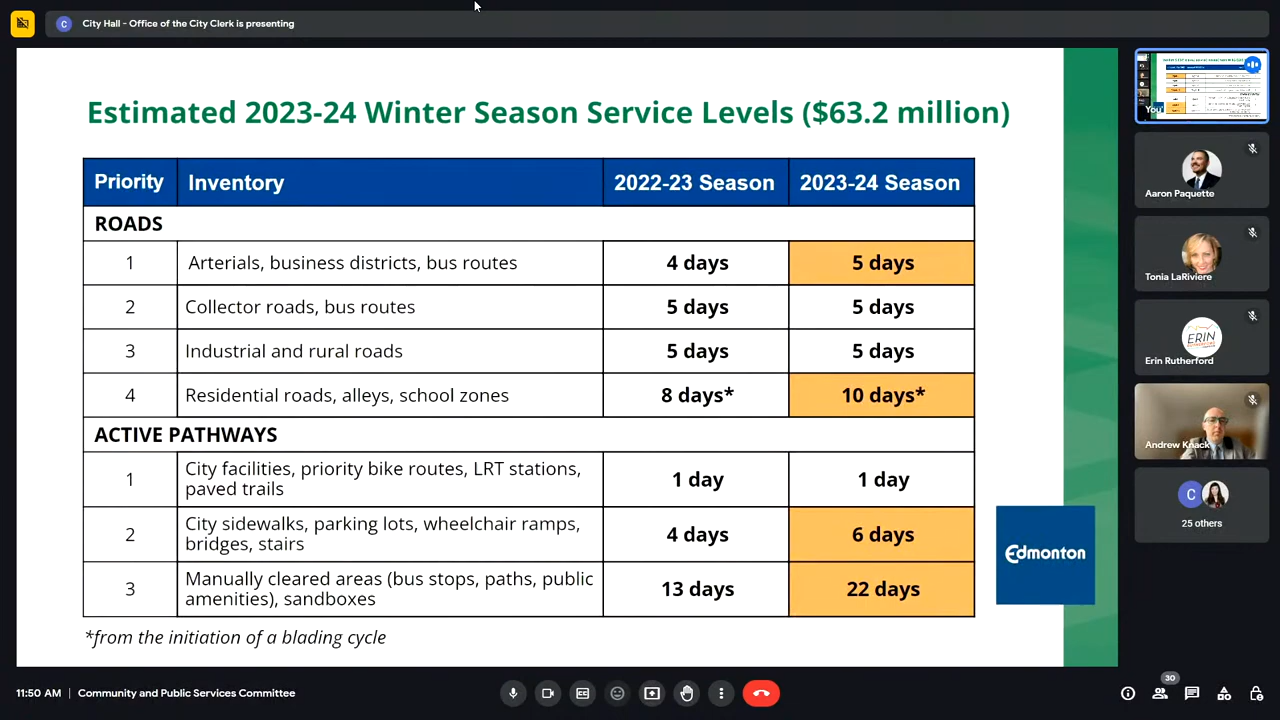 City Hall - Office of the City Clerk is presenting
C
Estimated 2023-24 Winter Season Service Levels ($63.2 million)
Priority Inventory 2022-23 Season 2023-24 Season
ROADS
1 Arterials, business districts, bus routes 4 days 5 days
2 Collector roads, bus routes 5 days 5 days
3 Industrial and rural roads 5 days 5 days
4 Residential roads, alleys, school zones 8 days* 10 days*
ACTIVE PATHWAYS
1 City facilities, priority bike routes, LRT stations, 1 day 1 day
paved trails
2 City sidewalks, parking lots, wheelchair ramps, 4 days 6 days
bridges, stairs
3 Manually cleared areas (bus stops, paths, public 13 days 22 days
amenities), sandboxes
*from the initiation of a blading cycle
Edmonton
You
Aaron Paquette
Tonia LaRiviere
ERIN
Erin Rutherford
Andrew Knack
C
25 others
11:50 AM | Community and Public Services Committee
30